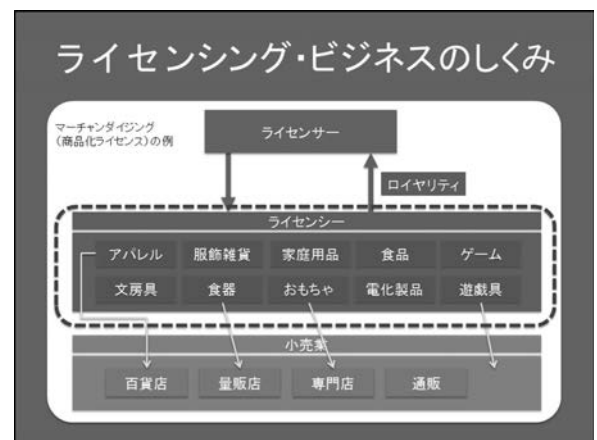 ライセンシング・ビジネスのしくみ
マーチャンダイジング
(商品化ライセンス)の例
ライセンサー
ロイヤリティ
ライセンシー
アパレル 服飾雑貨 家庭用品 食品 ゲーム
文房具 食器 おもちゃ 電化製品 遊戯具
小売業
百貨店 量販店 専門店 通販